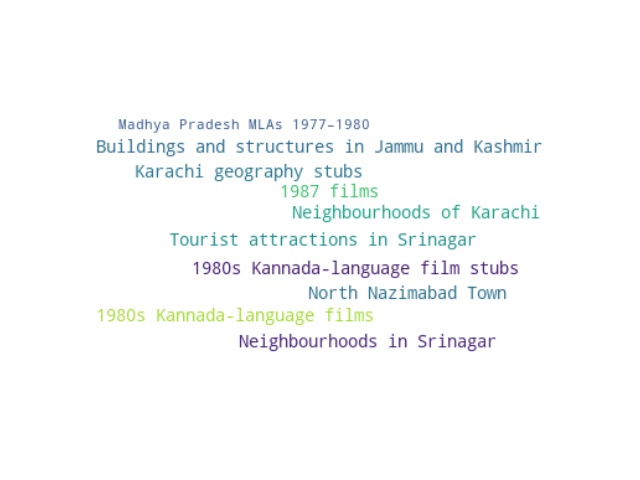 Madhya Pradesh MLAs 1977–1980
Buildings and structures in Jammu and Kashmir
Karachi geography stubs
1987 films
Neighbourhoods of Karachi
Tourist attractions in Srinagar
1980s Kannada-language film stubs
North Nazimabad Town
1980s Kannada-language films
Neighbourhoods in Srinagar